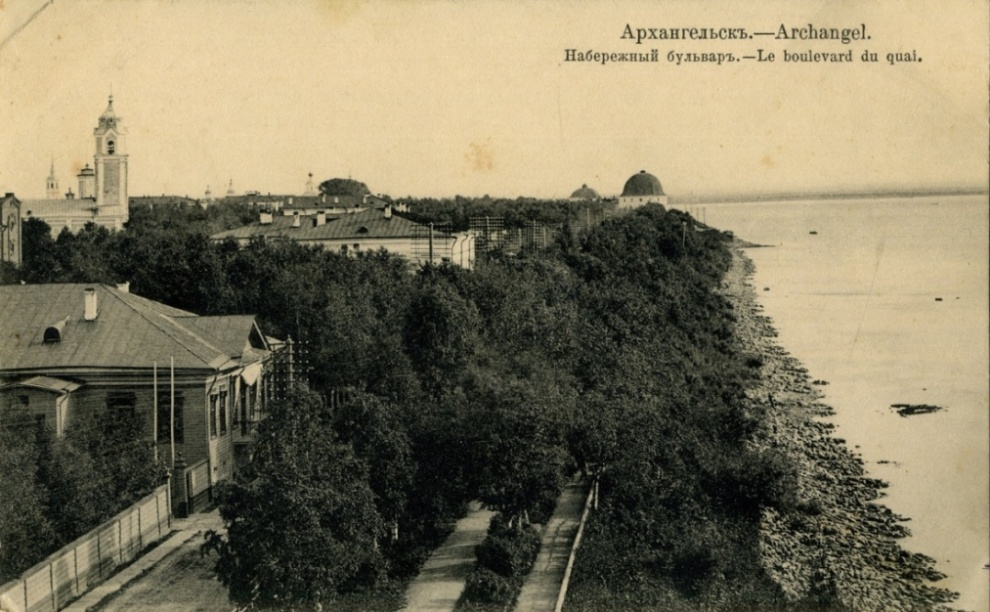 Архангельскъ.—Archangel.
Набережный бульваръ.—Le boulevard du quai.